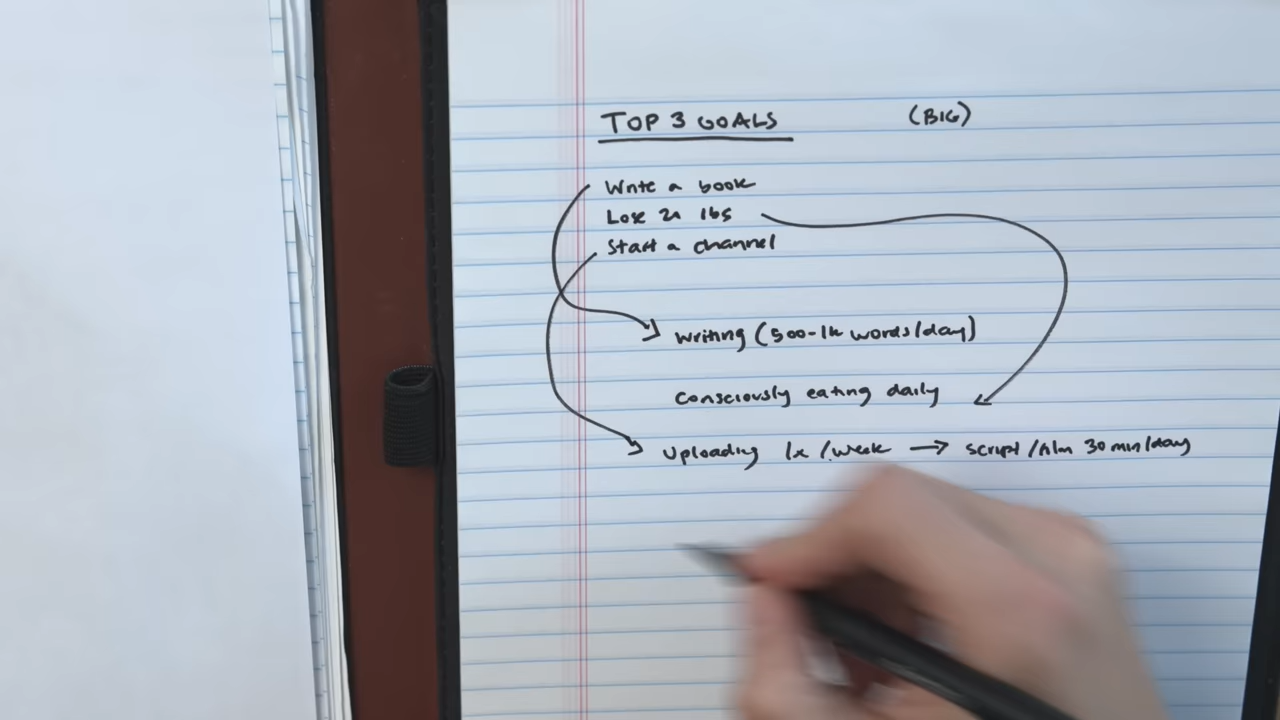 TOP 3 GOALS (BIG)
Write a book
Lose 20 lbs
Start a channel
Writing (500-1k words/day)
Consciously eating daily
Uploading 1x /week → script/film 30 min/day